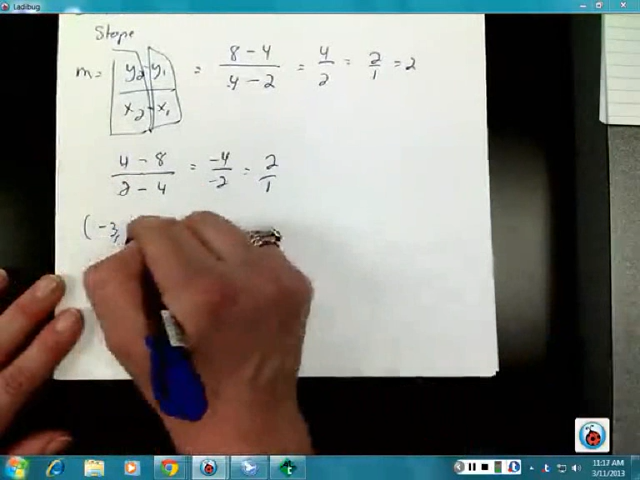 Ladibug
Slope
m = y2 - y1 / x2 - x1 = 8 - 4 / 4 - 2 = 4/2 = 2/1 = 2
4 - 8 / 2 - 4 = -4/-2 = 2/1
( -3,
11:17 AM
3/11/2013